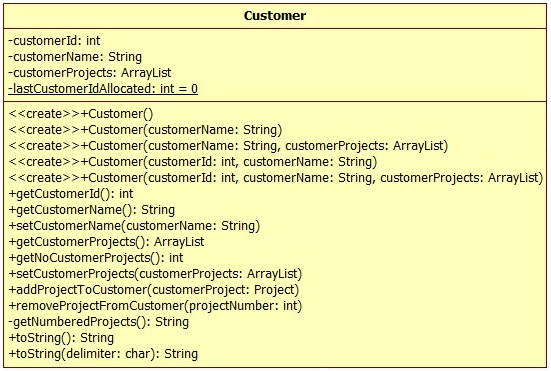 Customer
-customerId: int
-customerName: String
-customerProjects: ArrayList
-lastCustomerIdAllocated: int = 0
<<create>>+Customer()
<<create>>+Customer(customerName: String)
<<create>>+Customer(customerName: String, customerProjects: ArrayList)
<<create>>+Customer(customerId: int, customerName: String)
<<create>>+Customer(customerId: int, customerName: String, customerProjects: ArrayList)
+getCustomerId(): int
+getCustomerName(): String
+setCustomerName(customerName: String)
+getCustomerProjects(): ArrayList
+getNoCustomerProjects(): int
+setCustomerProjects(customerProjects: ArrayList)
+addProjectToCustomer(customerProject: Project)
+removeProjectFromCustomer(projectNumber: int)
-getNumberedProjects(): String
+toString(): String
+toString(delimiter: char): String